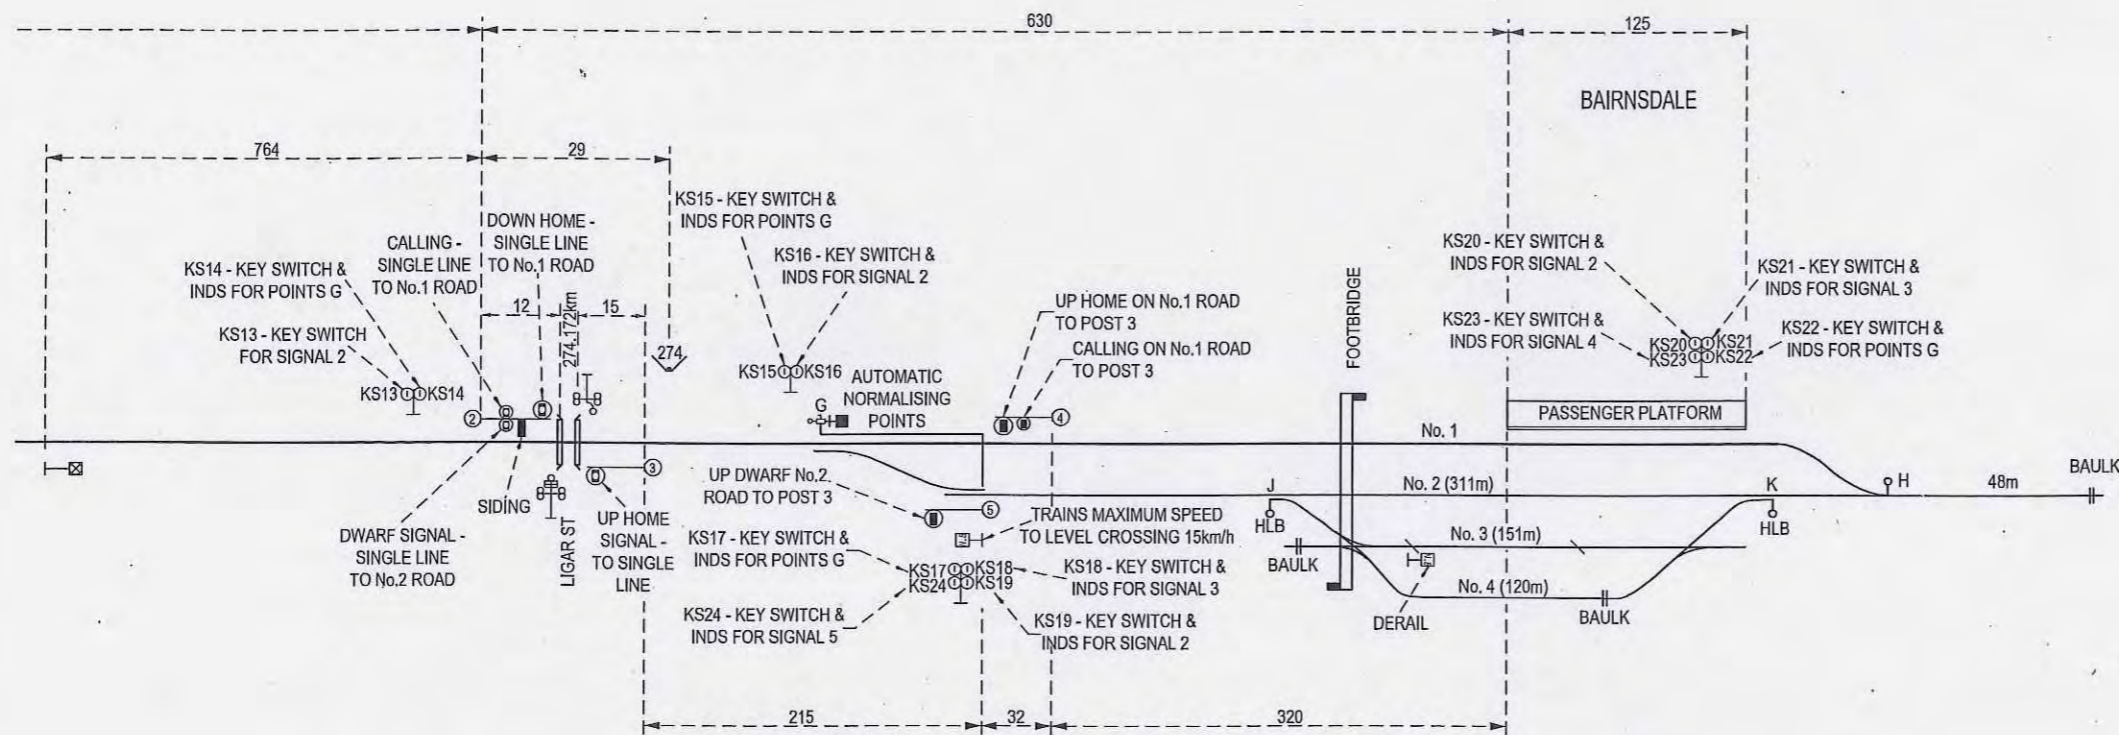 630
125
BAIRNSDALE
764
29
KS15 - KEY SWITCH &
INDS FOR POINTS G
DOWN HOME -
SINGLE LINE
TO No.1 ROAD
CALLING -
SINGLE LINE
TO No.1 ROAD
KS16 - KEY SWITCH &
INDS FOR SIGNAL 2
KS14 - KEY SWITCH &
INDS FOR POINTS G
KS13 - KEY SWITCH
FOR SIGNAL 2
12
274.172km
15
274
KS20 - KEY SWITCH &
INDS FOR SIGNAL 2
KS21 - KEY SWITCH &
INDS FOR SIGNAL 3
KS23 - KEY SWITCH &
INDS FOR SIGNAL 4
KS22 - KEY SWITCH &
INDS FOR POINTS G
UP HOME ON No.1 ROAD
TO POST 3
CALLING ON No.1 ROAD
TO POST 3
FOOTBRIDGE
KS20 KS21
KS23 KS22
KS15 KS16
KS13 KS14
AUTOMATIC
NORMALISING
POINTS
G
2
4
PASSENGER PLATFORM
No. 1
SIDING
3
UP DWARF No.2
ROAD TO POST 3
J
No. 2 (311m)
K
H
48m
BAULK
5
HLB
HLB
TRAINS MAXIMUM SPEED
TO LEVEL CROSSING 15km/h
DWARF SIGNAL -
SINGLE LINE
TO No.2 ROAD
LIGAR ST
UP HOME
SIGNAL -
TO SINGLE
LINE
KS17 - KEY SWITCH &
INDS FOR POINTS G
KS17 KS18
KS24 KS19
KS18 - KEY SWITCH &
INDS FOR SIGNAL 3
BAULK
No. 3 (151m)
No. 4 (120m)
DERAIL
BAULK
KS24 - KEY SWITCH &
INDS FOR SIGNAL 5
KS19 - KEY SWITCH &
INDS FOR SIGNAL 2
215
32
320